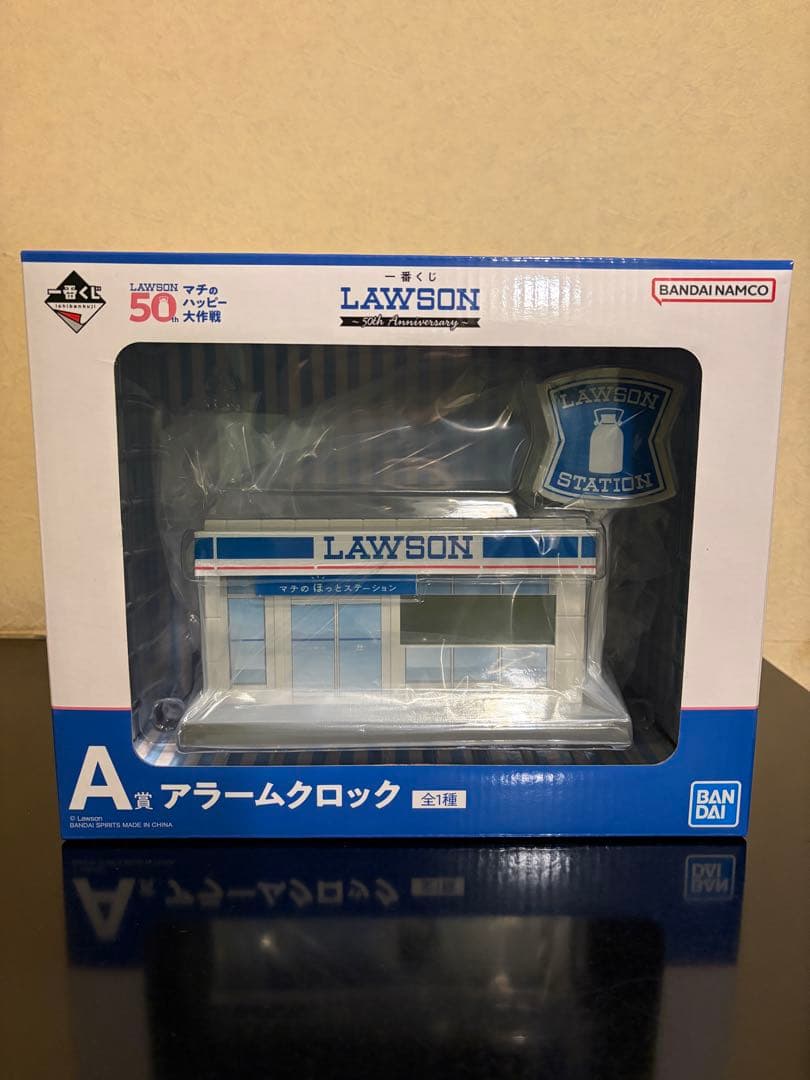 一番くじ
ichibankuji
LAWSON
50th
マチの
ハッピー
大作戦
一番くじ
LAWSON
~50th Anniversary~
BANDAI NAMCO
LAWSON
STATION
LAWSON
マチの ほっとステーション
A賞 アラームクロック 全1種
© Lawson
BANDAI SPIRITS MADE IN CHINA
BAN
DAI